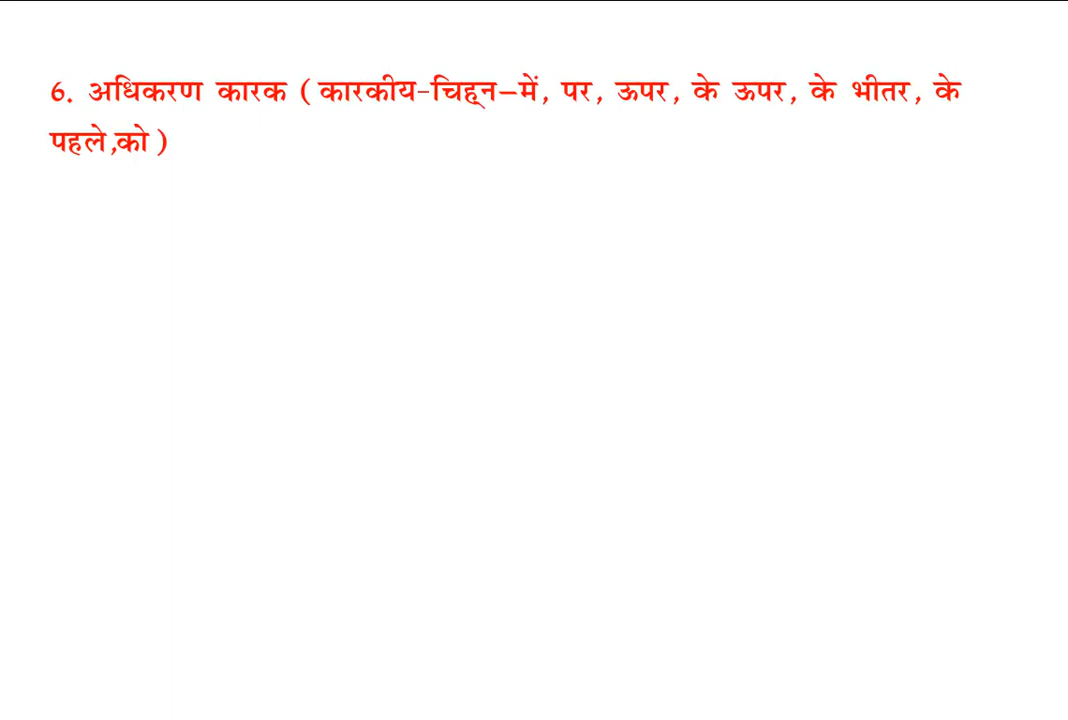 6. अधिकरण कारक ( कारकीय-चिह्न–में, पर, ऊपर, के ऊपर, के भीतर, के
पहले,को )